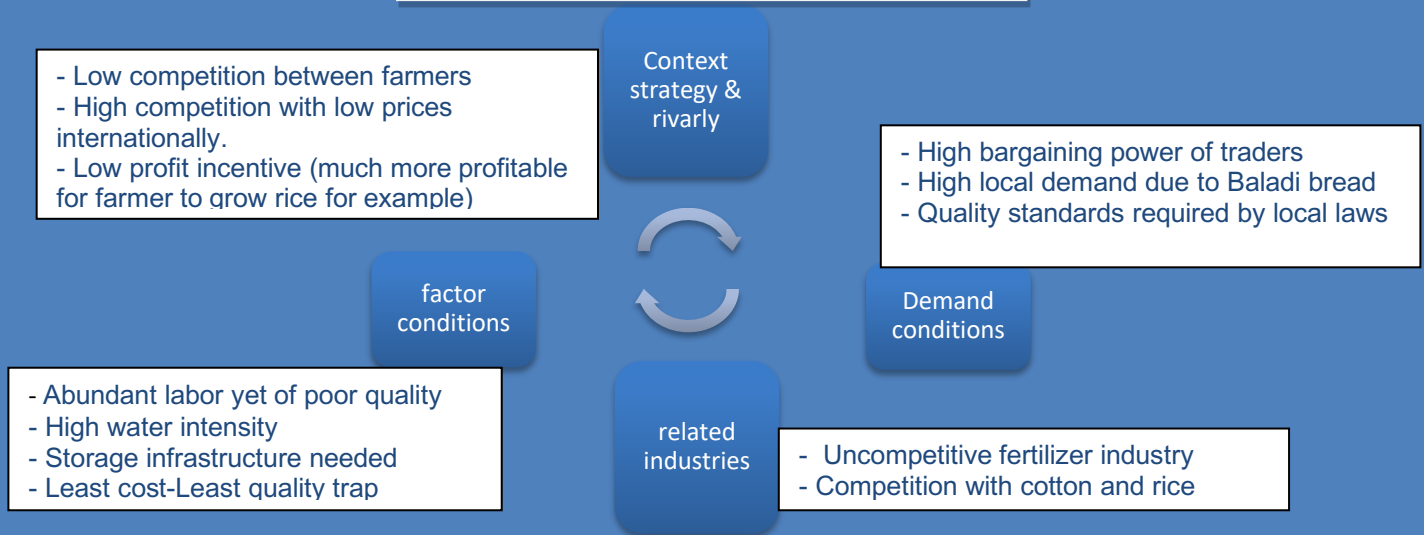 Context
strategy &
rivarly
- Low competition between farmers
- High competition with low prices
internationally.
- Low profit incentive (much more profitable
for farmer to grow rice for example)
- High bargaining power of traders
- High local demand due to Baladi bread
- Quality standards required by local laws
factor
conditions
Demand
conditions
- Abundant labor yet of poor quality
- High water intensity
- Storage infrastructure needed
- Least cost-Least quality trap
related
industries
- Uncompetitive fertilizer industry
- Competition with cotton and rice